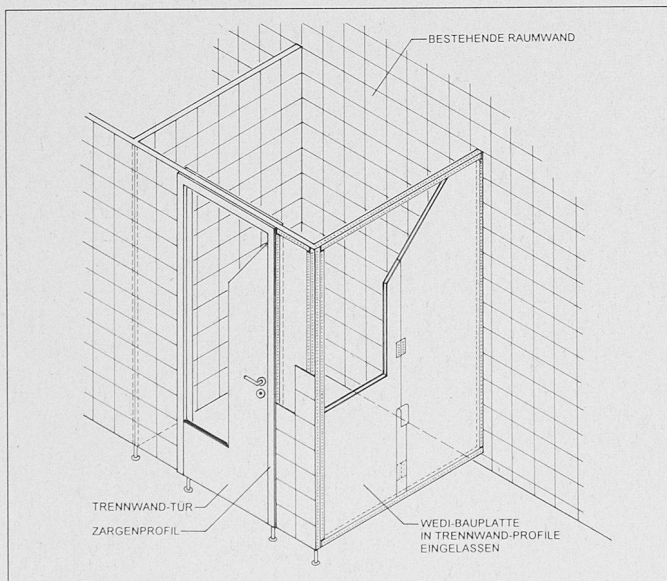 BESTEHENDE RAUMWAND
TRENNWAND-TÜR
ZARGENPROFIL
WEDI-BAUPLATTE
IN TRENNWAND-PROFILE
EINGELASSEN